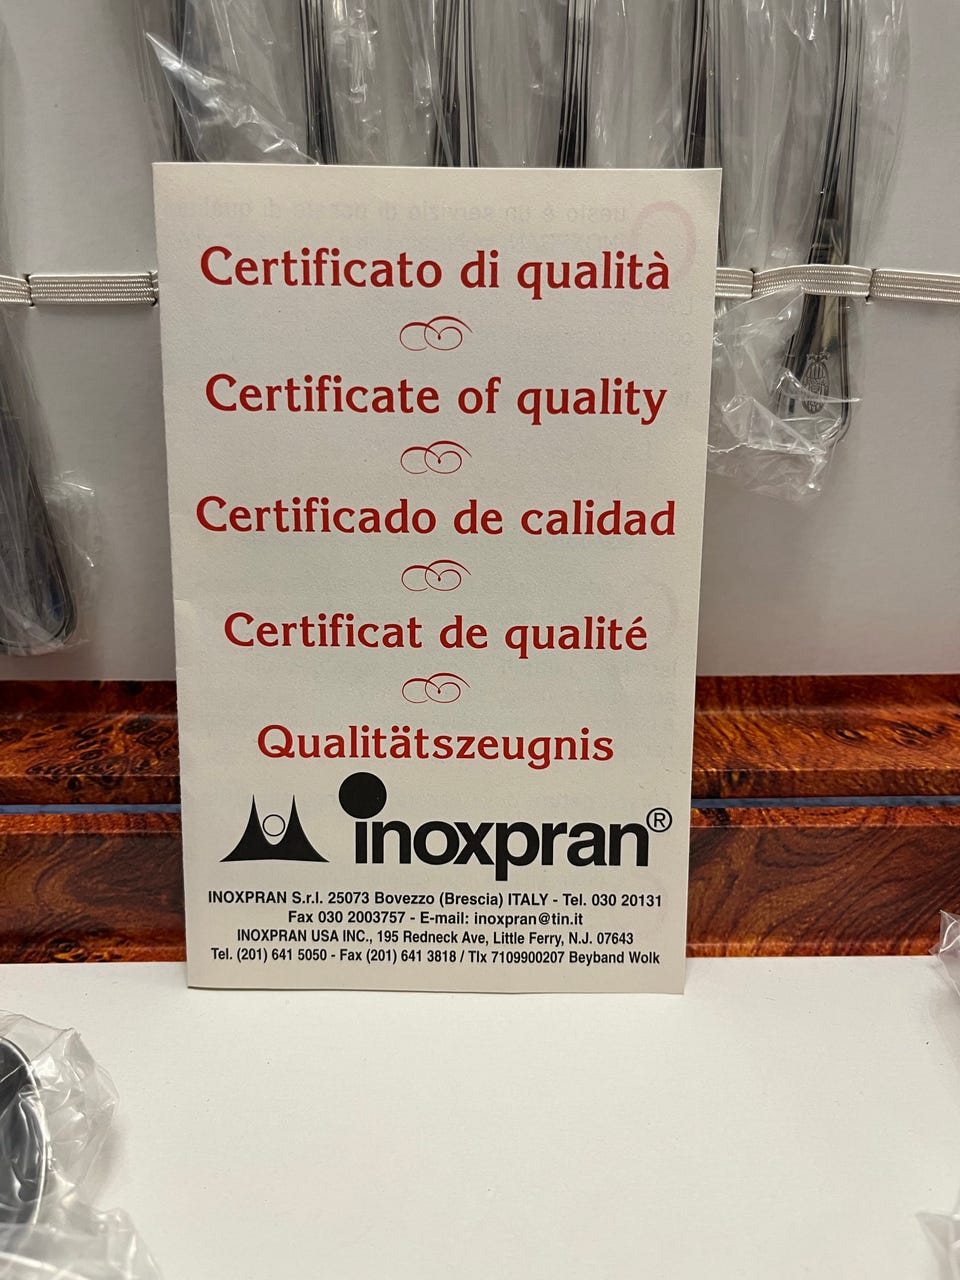 Certificato di qualità
Certificate of quality
Certificado de calidad
Certificat de qualité
Qualitätszeugnis
inoxpran®
INOXPRAN S.r.l. 25073 Bovezzo (Brescia) ITALY - Tel. 030 20131
Fax 030 2003757 - E-mail: inoxpran@tin.it
INOXPRAN USA INC., 195 Redneck Ave, Little Ferry, N.J. 07643
Tel. (201) 641 5050 - Fax (201) 641 3818 / Tlx 7109900207 Beyband Wolk